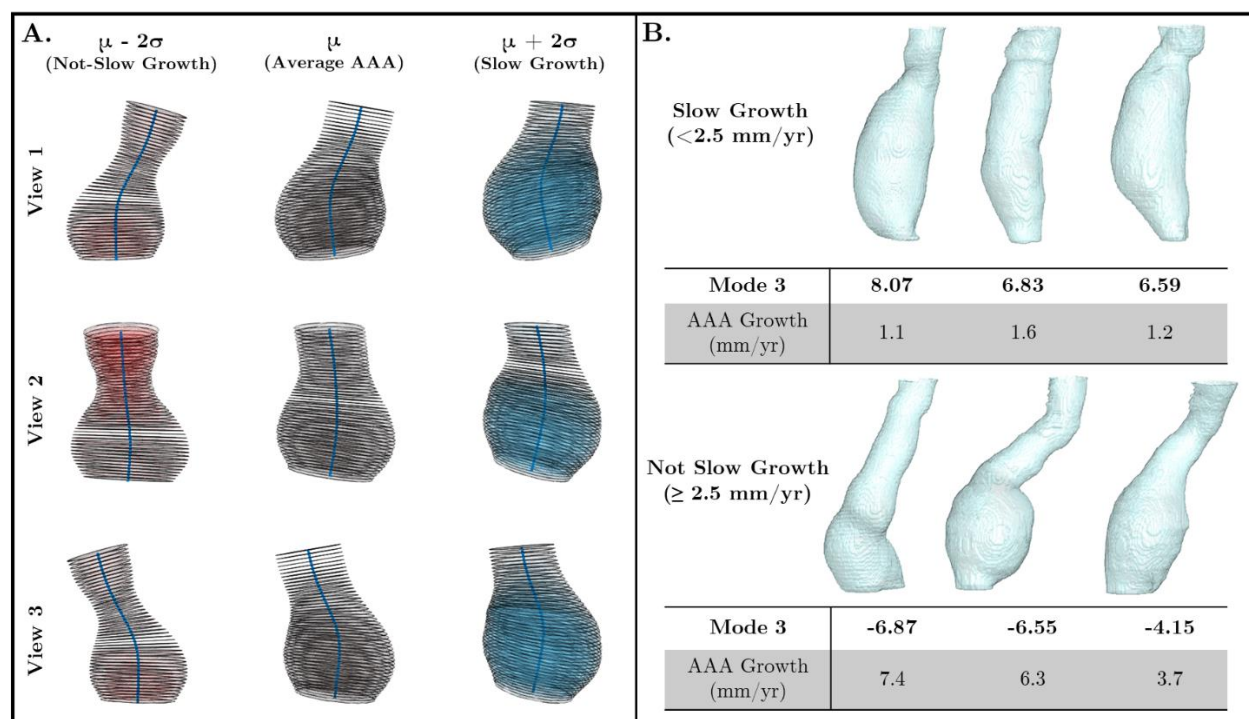 A.
μ - 2σ
(Not-Slow Growth)
μ
(Average AAA)
μ + 2σ
(Slow Growth)
View 1
View 2
View 3
B.
Slow Growth
(<2.5 mm/yr)
Mode 3 8.07 6.83 6.59
AAA Growth
(mm/yr) 1.1 1.6 1.2
Not Slow Growth
(≥ 2.5 mm/yr)
Mode 3 -6.87 -6.55 -4.15
AAA Growth
(mm/yr) 7.4 6.3 3.7